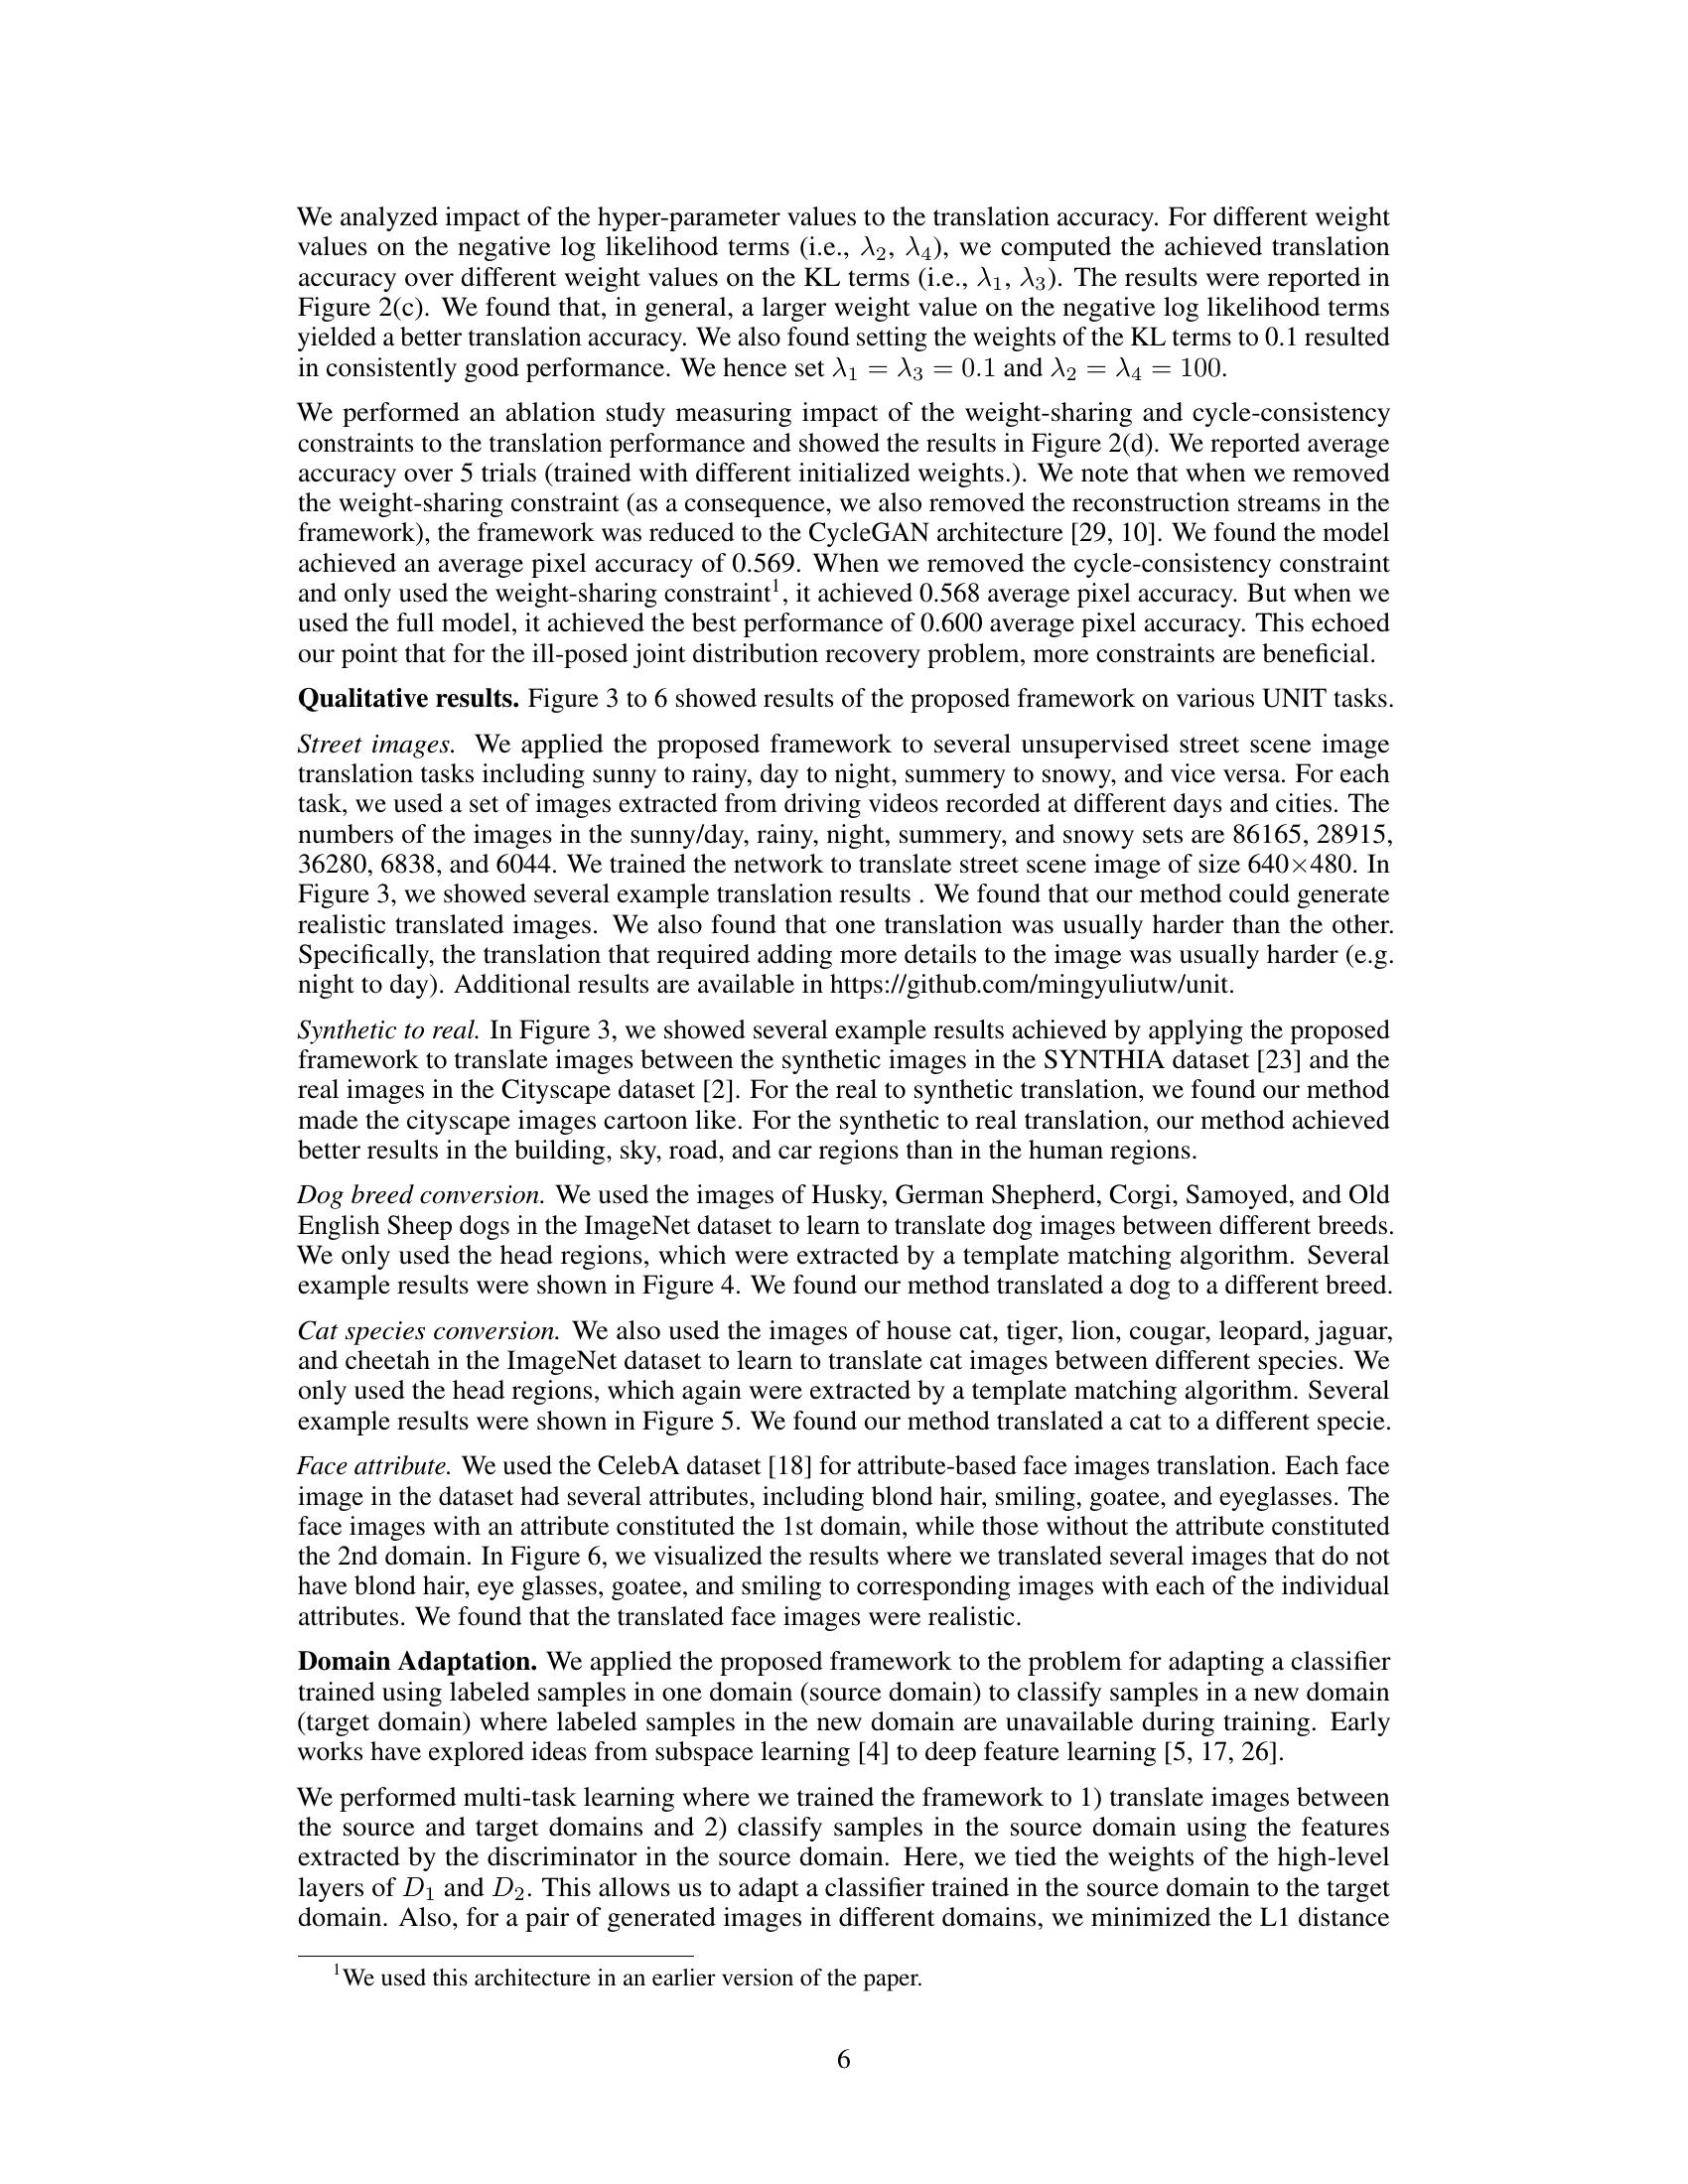 We analyzed impact of the hyper-parameter values to the translation accuracy. For different weight
values on the negative log likelihood terms (i.e., λ₂, λ₄), we computed the achieved translation
accuracy over different weight values on the KL terms (i.e., λ₁, λ₃). The results were reported in
Figure 2(c). We found that, in general, a larger weight value on the negative log likelihood terms
yielded a better translation accuracy. We also found setting the weights of the KL terms to 0.1 resulted
in consistently good performance. We hence set λ₁ = λ₃ = 0.1 and λ₂ = λ₄ = 100.
We performed an ablation study measuring impact of the weight-sharing and cycle-consistency
constraints to the translation performance and showed the results in Figure 2(d). We reported average
accuracy over 5 trials (trained with different initialized weights.). We note that when we removed
the weight-sharing constraint (as a consequence, we also removed the reconstruction streams in the
framework), the framework was reduced to the CycleGAN architecture [29, 10]. We found the model
achieved an average pixel accuracy of 0.569. When we removed the cycle-consistency constraint
and only used the weight-sharing constraint¹, it achieved 0.568 average pixel accuracy. But when we
used the full model, it achieved the best performance of 0.600 average pixel accuracy. This echoed
our point that for the ill-posed joint distribution recovery problem, more constraints are beneficial.
Qualitative results. Figure 3 to 6 showed results of the proposed framework on various UNIT tasks.
Street images. We applied the proposed framework to several unsupervised street scene image
translation tasks including sunny to rainy, day to night, summery to snowy, and vice versa. For each
task, we used a set of images extracted from driving videos recorded at different days and cities. The
numbers of the images in the sunny/day, rainy, night, summery, and snowy sets are 86165, 28915,
36280, 6838, and 6044. We trained the network to translate street scene image of size 640×480. In
Figure 3, we showed several example translation results . We found that our method could generate
realistic translated images. We also found that one translation was usually harder than the other.
Specifically, the translation that required adding more details to the image was usually harder (e.g.
night to day). Additional results are available in https://github.com/mingyuliutw/unit.
Synthetic to real. In Figure 3, we showed several example results achieved by applying the proposed
framework to translate images between the synthetic images in the SYNTHIA dataset [23] and the
real images in the Cityscape dataset [2]. For the real to synthetic translation, we found our method
made the cityscape images cartoon like. For the synthetic to real translation, our method achieved
better results in the building, sky, road, and car regions than in the human regions.
Dog breed conversion. We used the images of Husky, German Shepherd, Corgi, Samoyed, and Old
English Sheep dogs in the ImageNet dataset to learn to translate dog images between different breeds.
We only used the head regions, which were extracted by a template matching algorithm. Several
example results were shown in Figure 4. We found our method translated a dog to a different breed.
Cat species conversion. We also used the images of house cat, tiger, lion, cougar, leopard, jaguar,
and cheetah in the ImageNet dataset to learn to translate cat images between different species. We
only used the head regions, which again were extracted by a template matching algorithm. Several
example results were shown in Figure 5. We found our method translated a cat to a different specie.
Face attribute. We used the CelebA dataset [18] for attribute-based face images translation. Each face
image in the dataset had several attributes, including blond hair, smiling, goatee, and eyeglasses. The
face images with an attribute constituted the 1st domain, while those without the attribute constituted
the 2nd domain. In Figure 6, we visualized the results where we translated several images that do not
have blond hair, eye glasses, goatee, and smiling to corresponding images with each of the individual
attributes. We found that the translated face images were realistic.
Domain Adaptation. We applied the proposed framework to the problem for adapting a classifier
trained using labeled samples in one domain (source domain) to classify samples in a new domain
(target domain) where labeled samples in the new domain are unavailable during training. Early
works have explored ideas from subspace learning [4] to deep feature learning [5, 17, 26].
We performed multi-task learning where we trained the framework to 1) translate images between
the source and target domains and 2) classify samples in the source domain using the features
extracted by the discriminator in the source domain. Here, we tied the weights of the high-level
layers of D₁ and D₂. This allows us to adapt a classifier trained in the source domain to the target
domain. Also, for a pair of generated images in different domains, we minimized the L1 distance
¹We used this architecture in an earlier version of the paper.
6